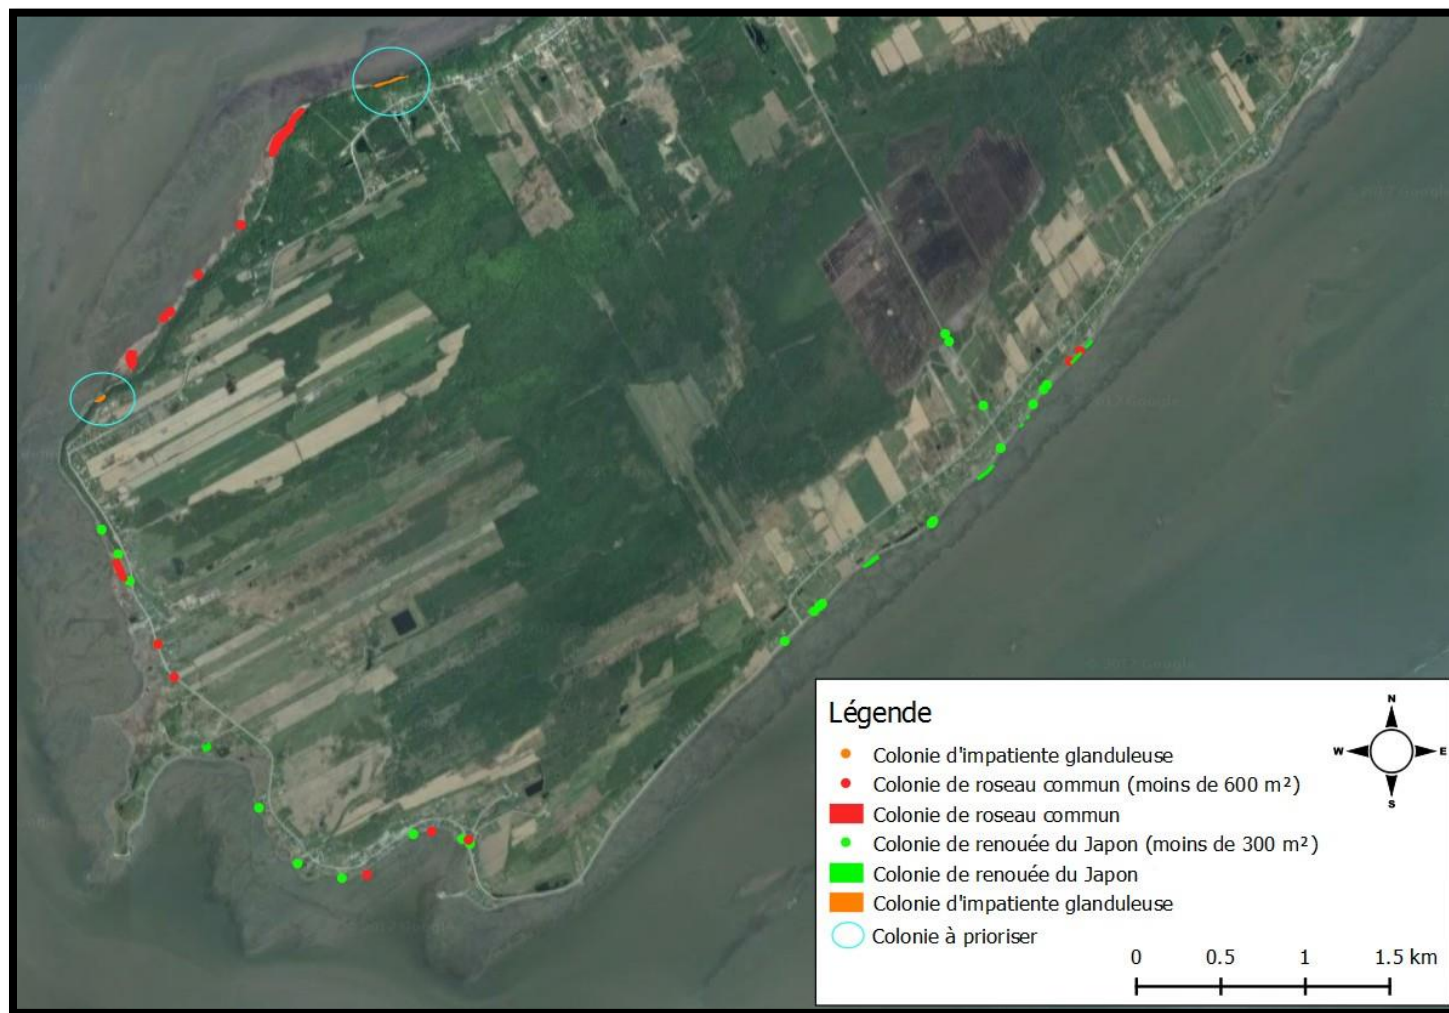 © 2017 Google
Légende
Colonie d'impatiente glanduleuse
Colonie de roseau commun (moins de 600 m²)
Colonie de roseau commun
Colonie de renouée du Japon (moins de 300 m²)
Colonie de renouée du Japon
Colonie d'impatiente glanduleuse
Colonie à prioriser
N
W E
S
0 0.5 1 1.5 km